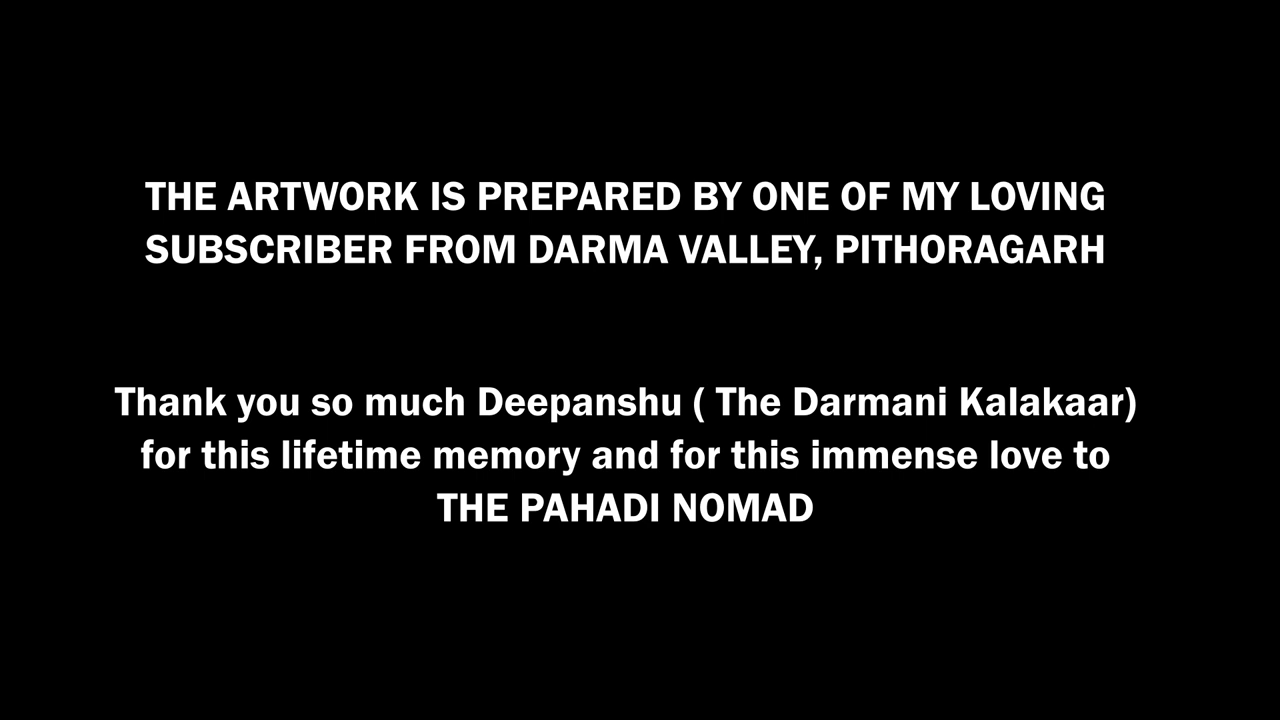 THE ARTWORK IS PREPARED BY ONE OF MY LOVING
SUBSCRIBER FROM DARMA VALLEY, PITHORAGARH
Thank you so much Deepanshu ( The Darmani Kalakaar)
for this lifetime memory and for this immense love to
THE PAHADI NOMAD